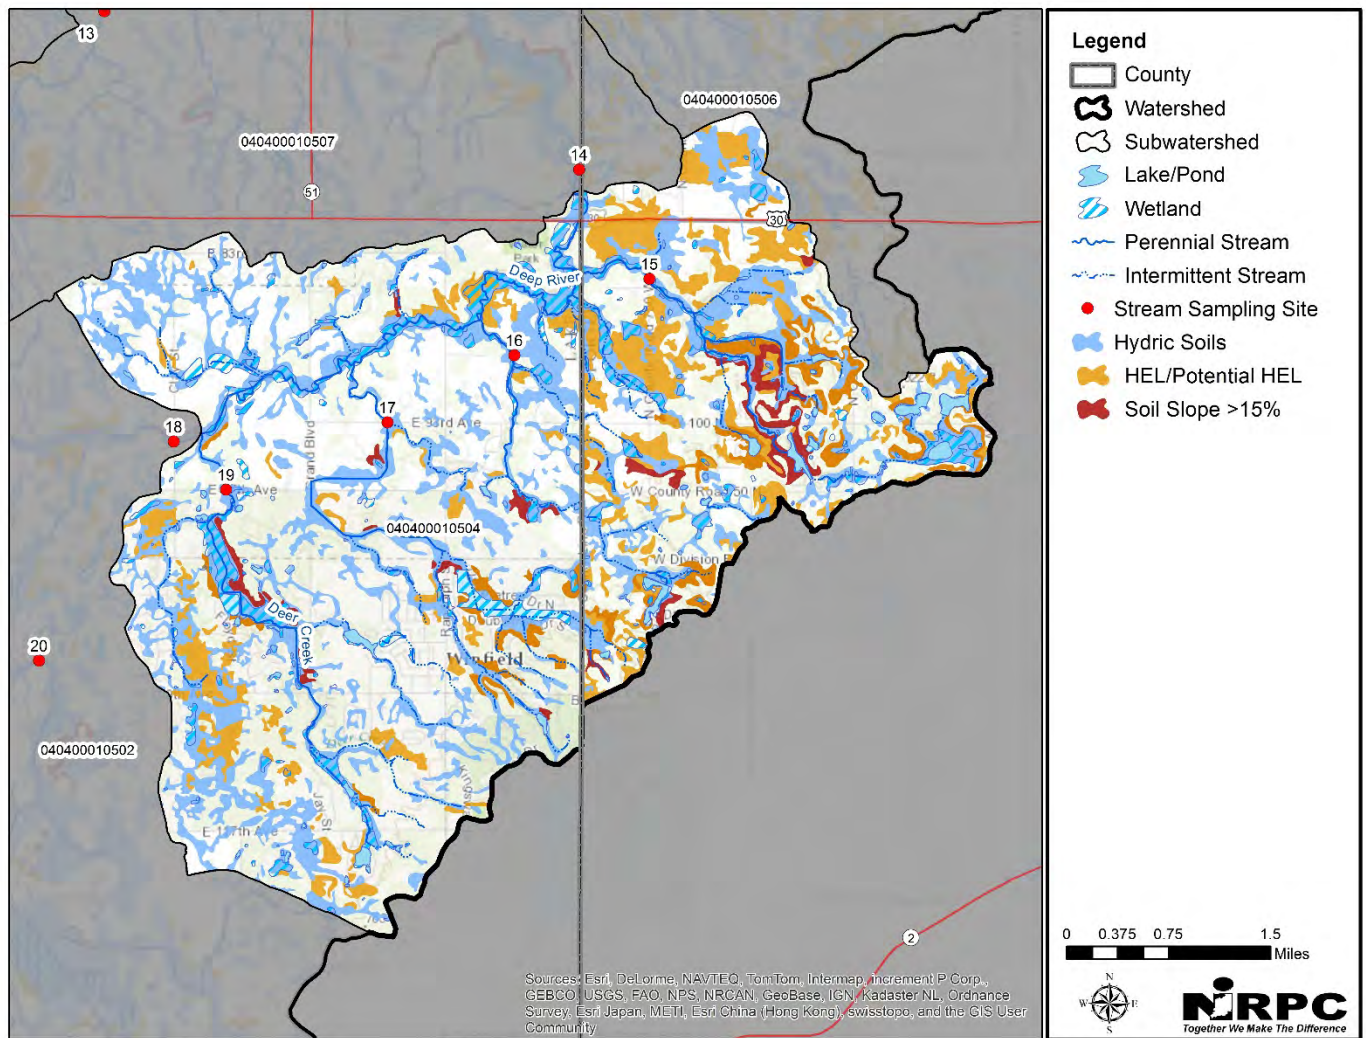 13
040400010506
040400010507
14
51
30
Park
Deep River
15
16
17
E 93rd Ave
100
18
19
Ave
W County Road 50
040400010504
W Division
Deer
Creek
Dr N
20
Winfield
040400010502
Jay St
E 117th Ave
2
Sources: Esri, DeLorme, NAVTEQ, TomTom, Intermap, increment P Corp.,
GEBCO, USGS, FAO, NPS, NRCAN, GeoBase, IGN, Kadaster NL, Ordnance
Survey, Esri Japan, METI, Esri China (Hong Kong), swisstopo, and the GIS User
Community
Legend
County
Watershed
Subwatershed
Lake/Pond
Wetland
Perennial Stream
Intermittent Stream
Stream Sampling Site
Hydric Soils
HEL/Potential HEL
Soil Slope >15%
0 0.375 0.75 1.5
Miles
N
W E
S
NIRPC
Together We Make The Difference